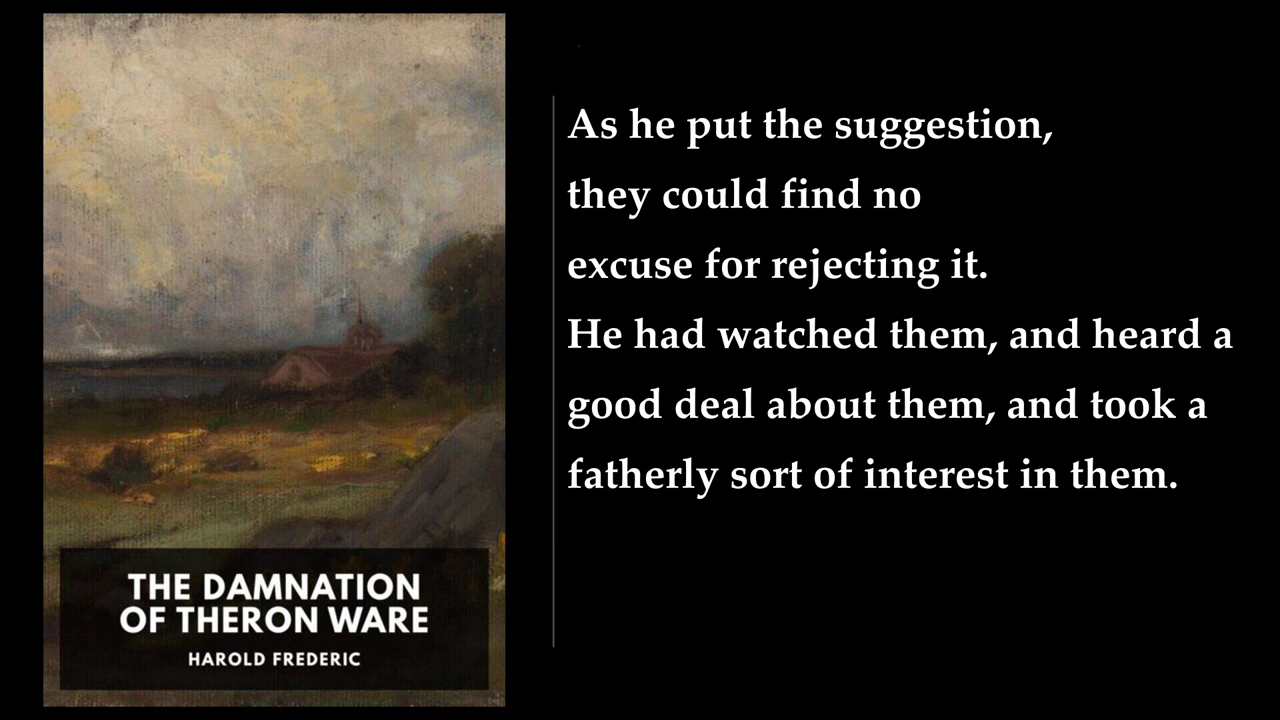 THE DAMNATION
OF THERON WARE
HAROLD FREDERIC
As he put the suggestion,
they could find no
excuse for rejecting it.
He had watched them, and heard a
good deal about them, and took a
fatherly sort of interest in them.